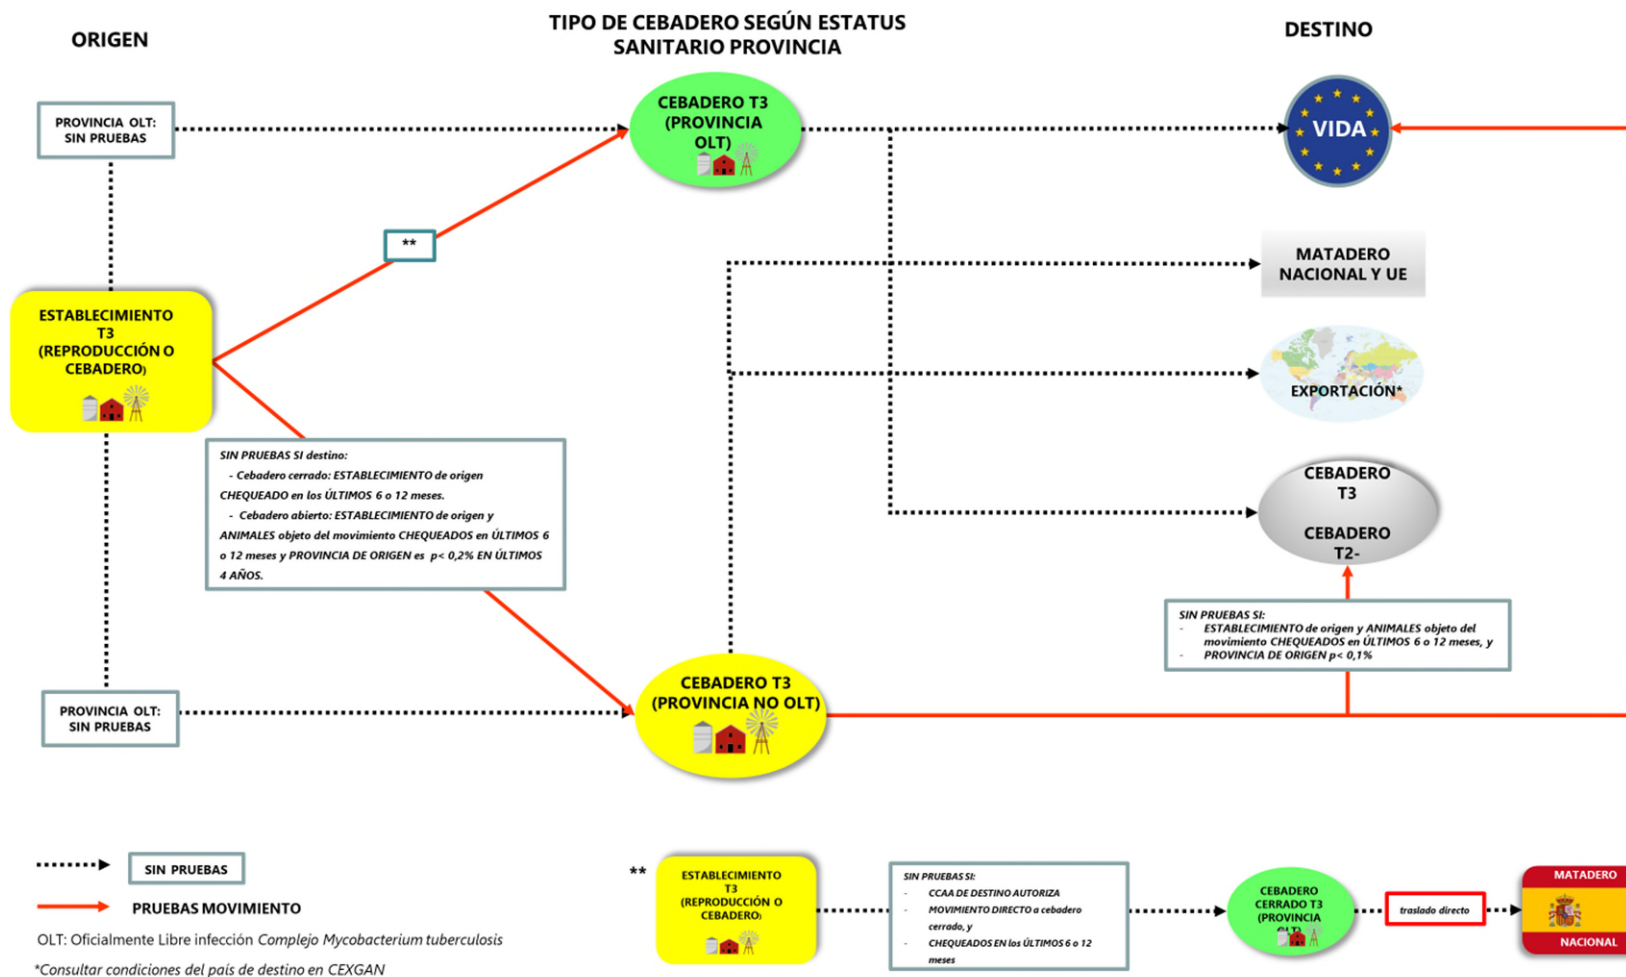 ORIGEN
TIPO DE CEBADERO SEGÚN ESTATUS
SANITARIO PROVINCIA
DESTINO
PROVINCIA OLT:
SIN PRUEBAS
CEBADERO T3
(PROVINCIA
OLT)
VIDA
**
MATADERO
NACIONAL Y UE
ESTABLECIMIENTO
T3
(REPRODUCCIÓN O
CEBADERO)
EXPORTACIÓN*
SIN PRUEBAS SI destino:
- Cebadero cerrado: ESTABLECIMIENTO de origen
CHEQUEADO en los ÚLTIMOS 6 o 12 meses.
- Cebadero abierto: ESTABLECIMIENTO de origen y
ANIMALES objeto del movimiento CHEQUEADOS en ÚLTIMOS 6
o 12 meses y PROVINCIA DE ORIGEN es p< 0,2% EN ÚLTIMOS
4 AÑOS.
CEBADERO
T3
CEBADERO
T2-
SIN PRUEBAS SI:
- ESTABLECIMIENTO de origen y ANIMALES objeto del
movimiento CHEQUEADOS en ÚLTIMOS 6 o 12 meses, y
- PROVINCIA DE ORIGEN p< 0,1%
PROVINCIA OLT:
SIN PRUEBAS
CEBADERO T3
(PROVINCIA NO OLT)
SIN PRUEBAS
PRUEBAS MOVIMIENTO
OLT: Oficialmente Libre infección Complejo Mycobacterium tuberculosis
*Consultar condiciones del país de destino en CEXGAN
**
ESTABLECIMIENTO
T3
(REPRODUCCIÓN O
CEBADERO)
SIN PRUEBAS SI:
- CCAA DE DESTINO AUTORIZA
- MOVIMIENTO DIRECTO a cebadero
cerrado, y
- CHEQUEADOS EN los ÚLTIMOS 6 o 12
meses
CEBADERO
CERRADO T3
(PROVINCIA
OLT)
traslado directo
MATADERO
NACIONAL